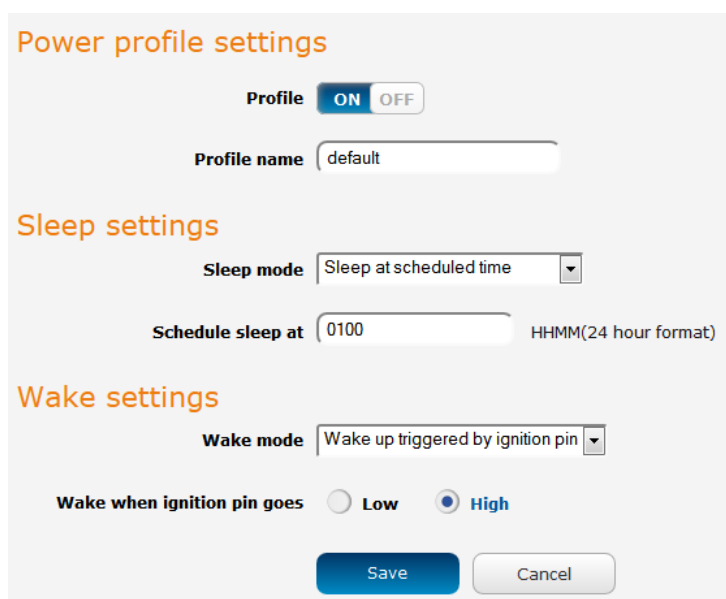 Power profile settings
Profile ON OFF
Profile name default
Sleep settings
Sleep mode Sleep at scheduled time
Schedule sleep at 0100 HHMM(24 hour format)
Wake settings
Wake mode Wake up triggered by ignition pin
Wake when ignition pin goes Low High
Save Cancel